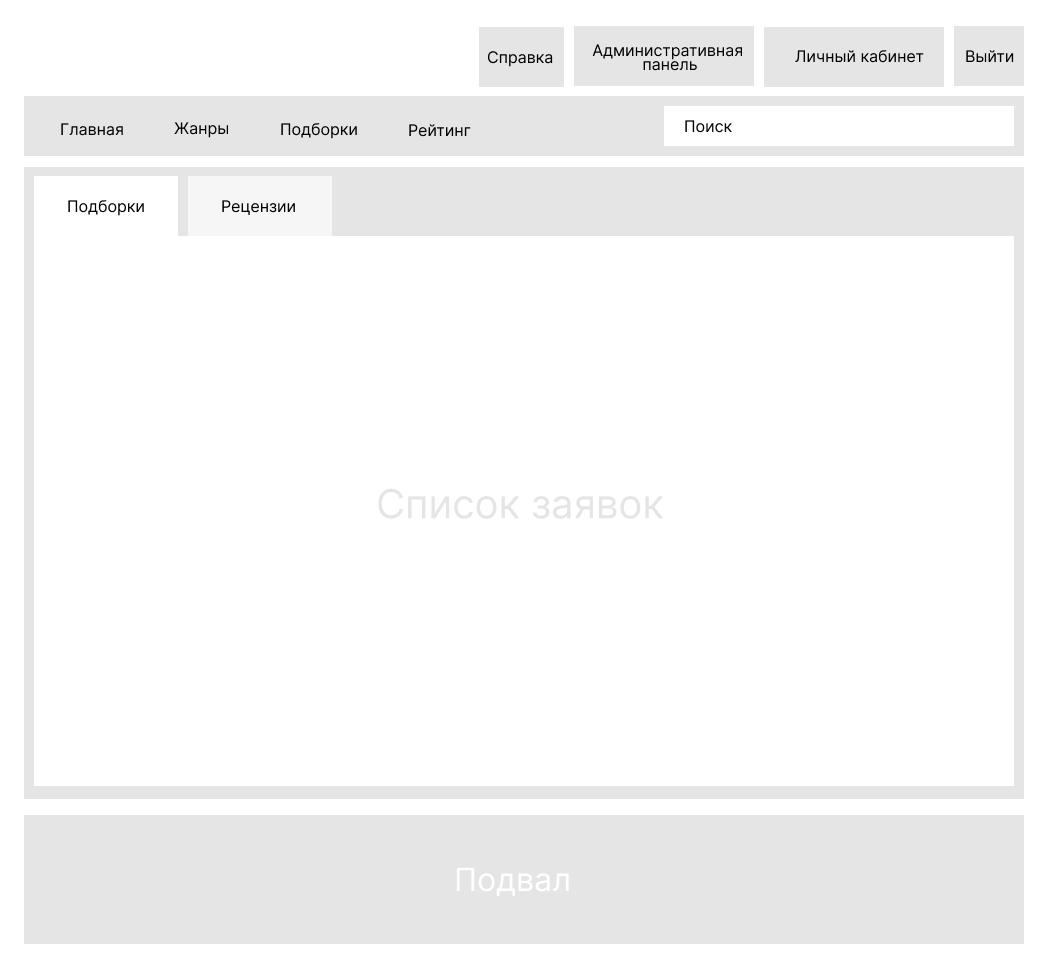 Справка
Административная
панель
Личный кабинет
Выйти
Главная
Жанры
Подборки
Рейтинг
Поиск
Подборки
Рецензии
Список заявок
Подвал